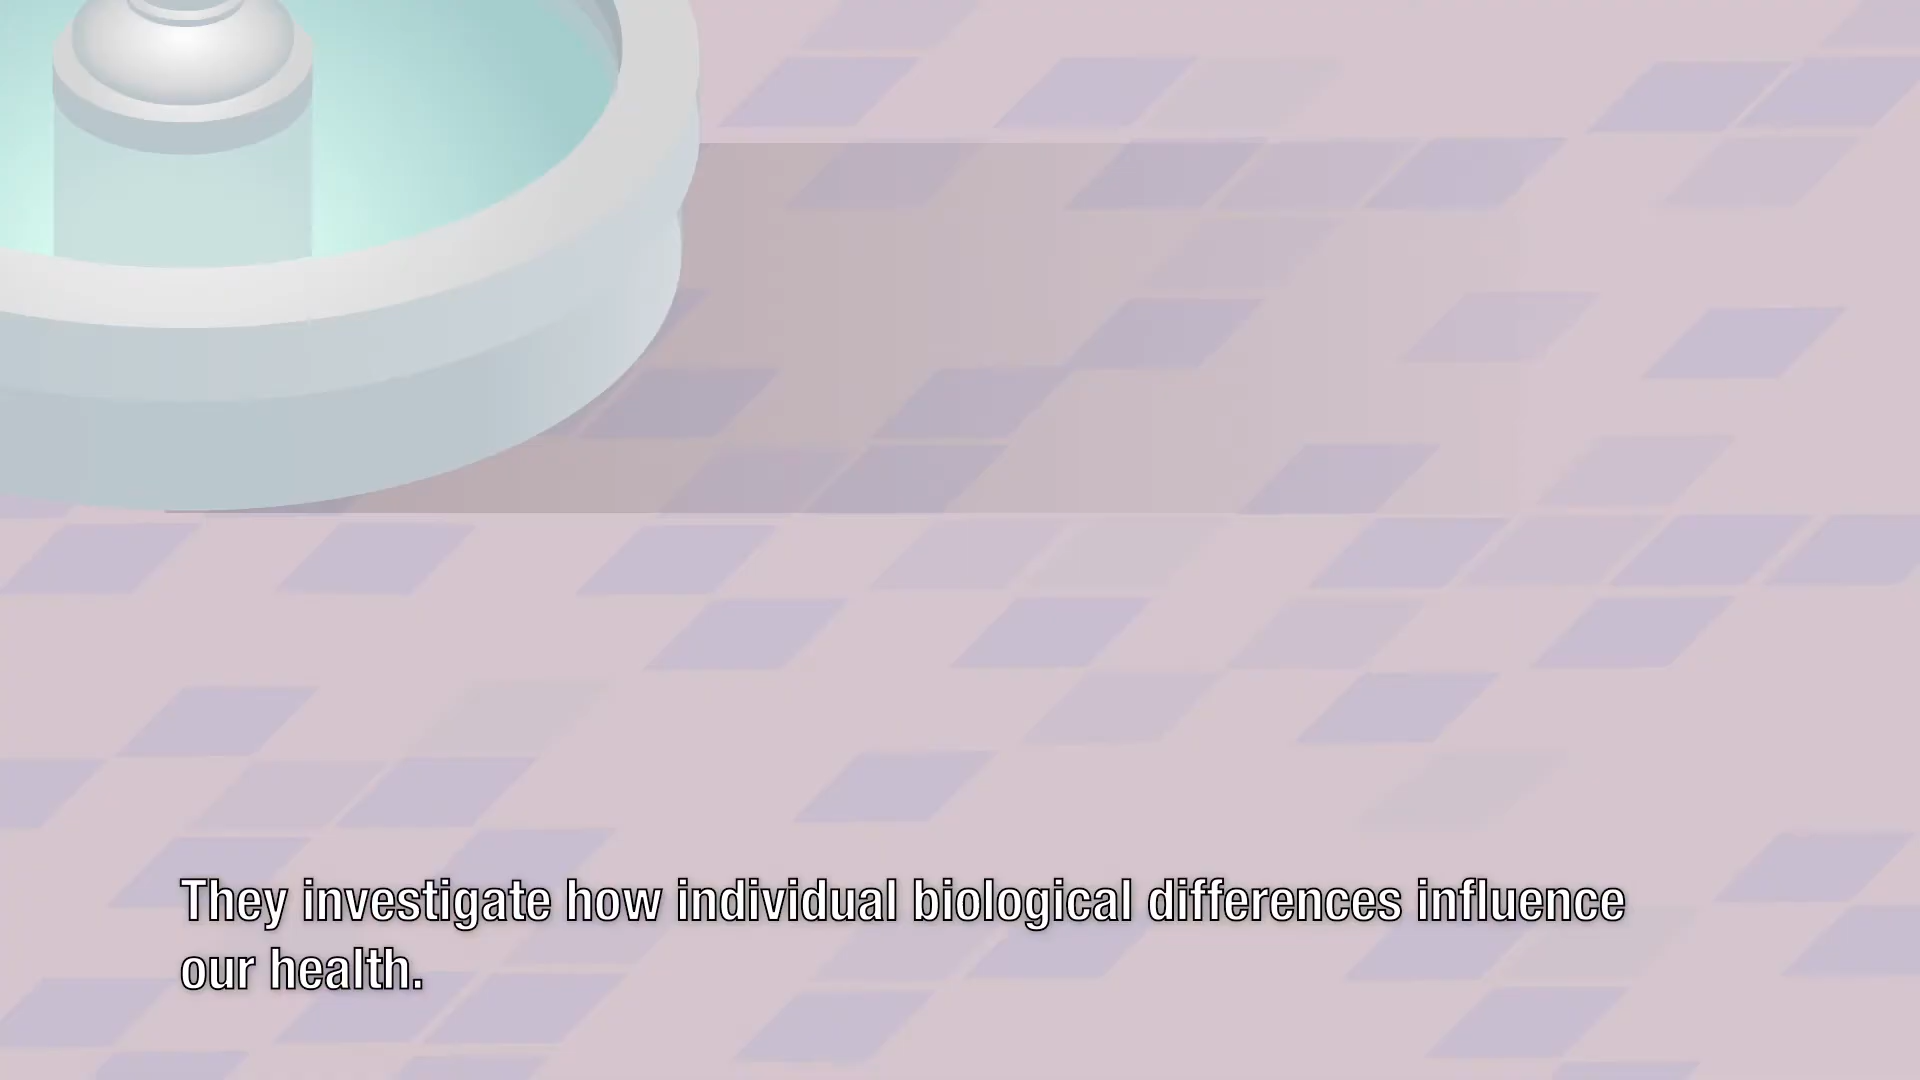 They investigate how individual biological differences influence
our health.